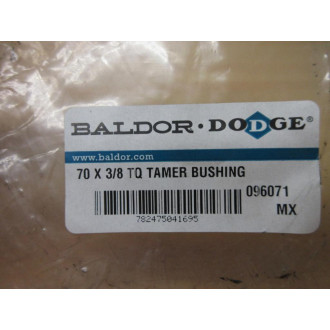 BALDOR · DODGE®
www.baldor.com
70 X 3/8 TQ TAMER BUSHING
096071
782475041695
MX